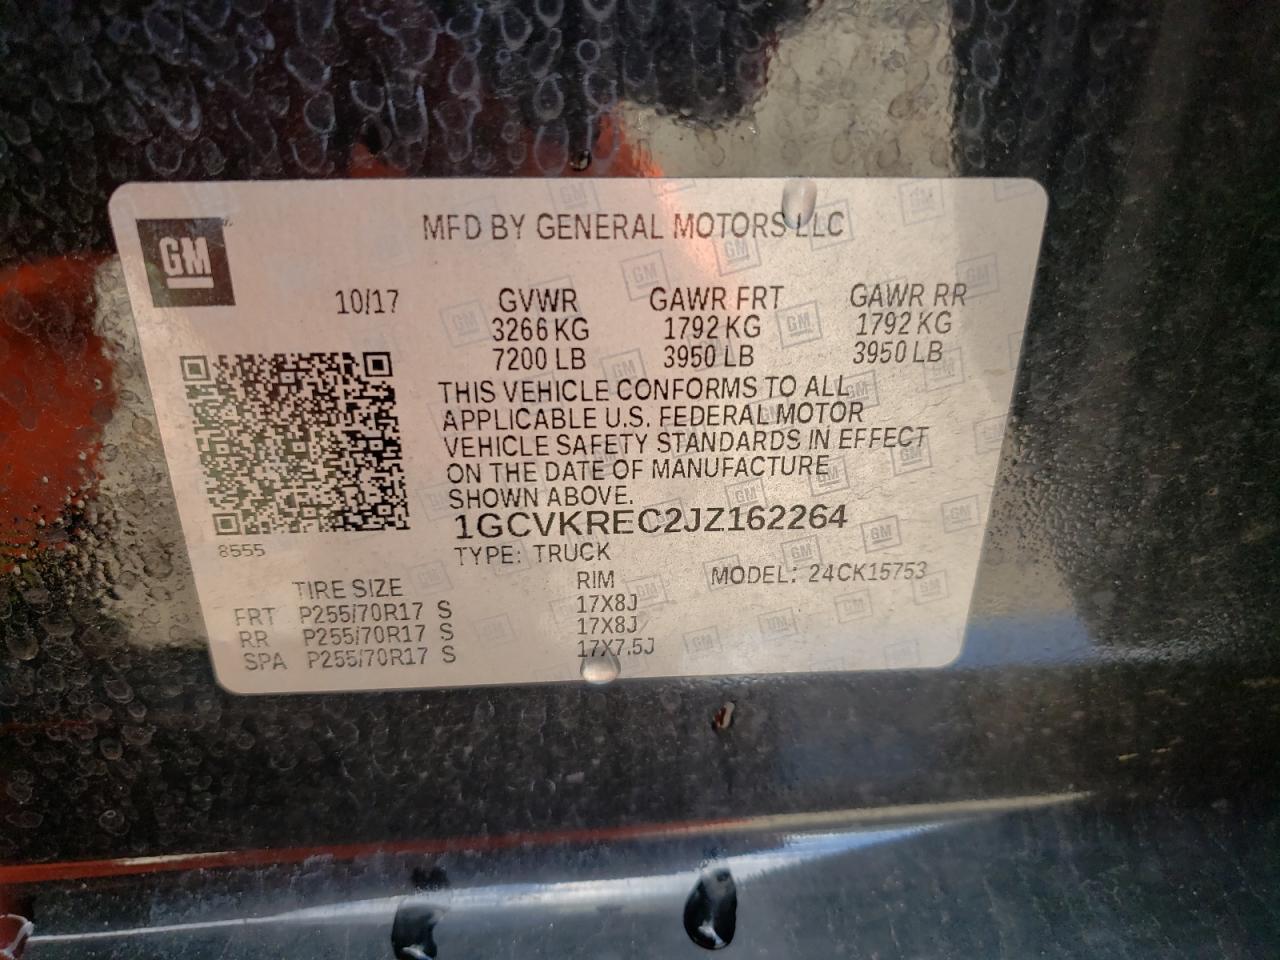 GM
MFD BY GENERAL MOTORS LLC
10/17 GVWR GAWR FRT GAWR RR
3266 KG 1792 KG 1792 KG
7200 LB 3950 LB 3950 LB
THIS VEHICLE CONFORMS TO ALL
APPLICABLE U.S. FEDERAL MOTOR
VEHICLE SAFETY STANDARDS IN EFFECT
ON THE DATE OF MANUFACTURE
SHOWN ABOVE.
1GCVKREC2JZ162264
8555
TYPE: TRUCK
TIRE SIZE RIM MODEL: 24CK15753
FRT P255/70R17 S 17X8J
RR P255/70R17 S 17X8J
SPA P255/70R17 S 17X7.5J